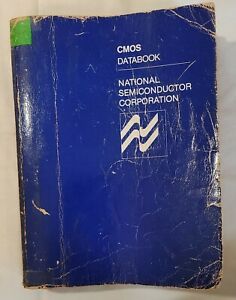 CMOS
DATABOOK
NATIONAL
SEMICONDUCTOR
CORPORATION